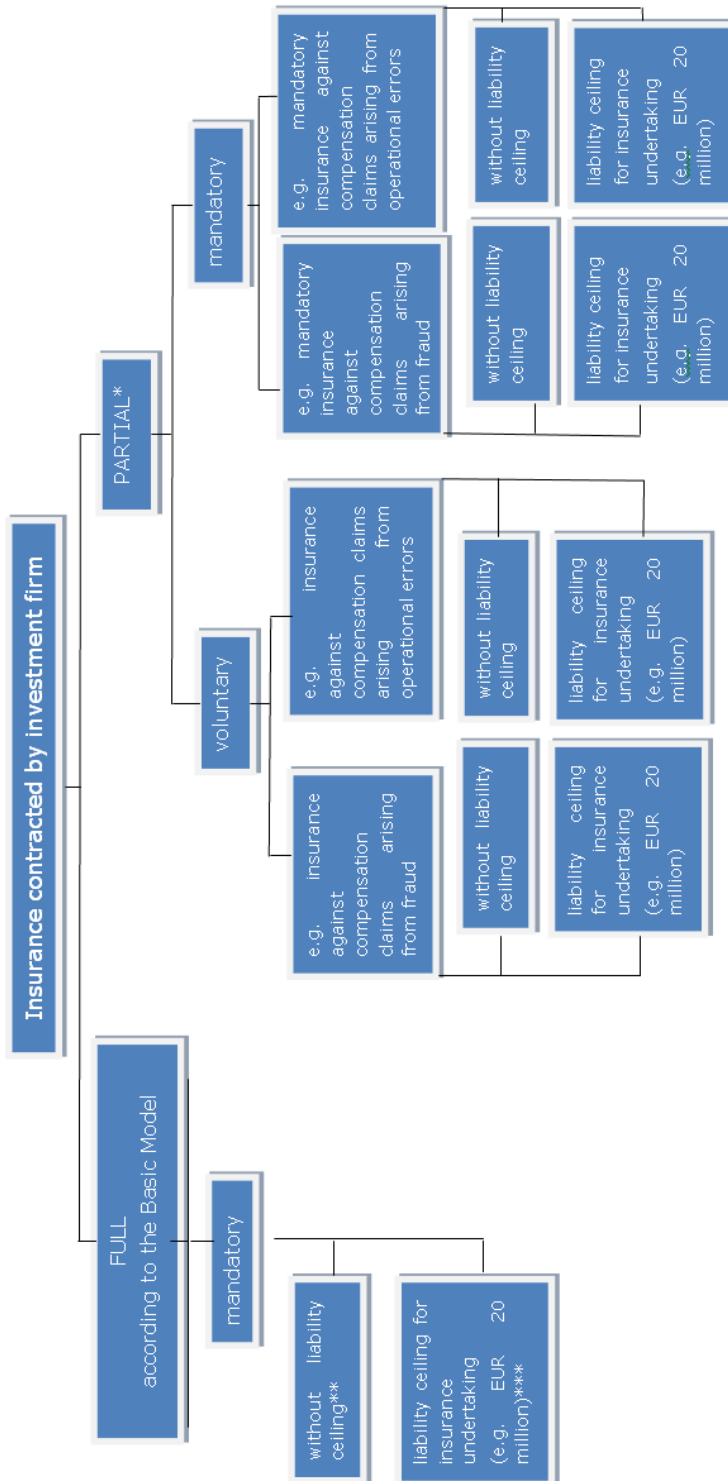 Insurance contracted by investment firm
FULL
according to the Basic Model
mandatory
without liability
ceiling**
liability ceiling for
insurance
undertaking
(e.g. EUR 20
million)***
PARTIAL*
voluntary
e.g. insurance
against
compensation
claims arising
from fraud
without liability
ceiling
liability ceiling
for insurance
undertaking
(e.g. EUR 20
million)
e.g. insurance
against
compensation claims
arising from
operational errors
without liability
ceiling
liability ceiling
for insurance
undertaking
(e.g. EUR 20
million)
mandatory
e.g. mandatory
insurance
against
compensation
claims arising
from fraud
without liability
ceiling
liability ceiling
for insurance
undertaking
(e.g. EUR 20
million)
e.g. mandatory
insurance against
compensation
claims arising from
operational errors
without liability
ceiling
liability ceiling
for insurance
undertaking
(e.g. EUR 20
million)